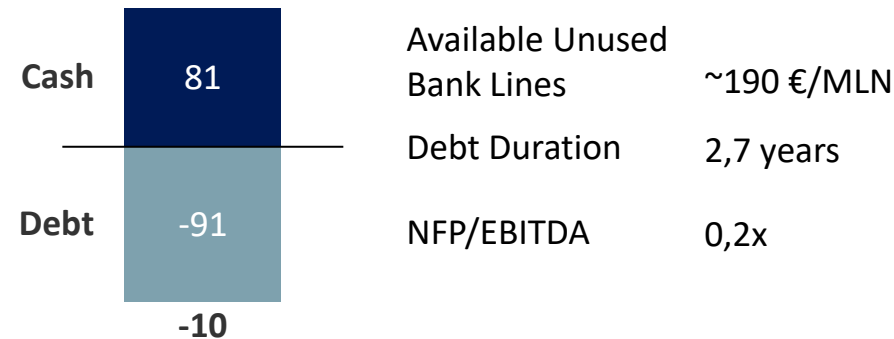 Cash
81
Debt
-91
-10
Available Unused
Bank Lines
~190 €/MLN
Debt Duration
2,7 years
NFP/EBITDA
0,2x